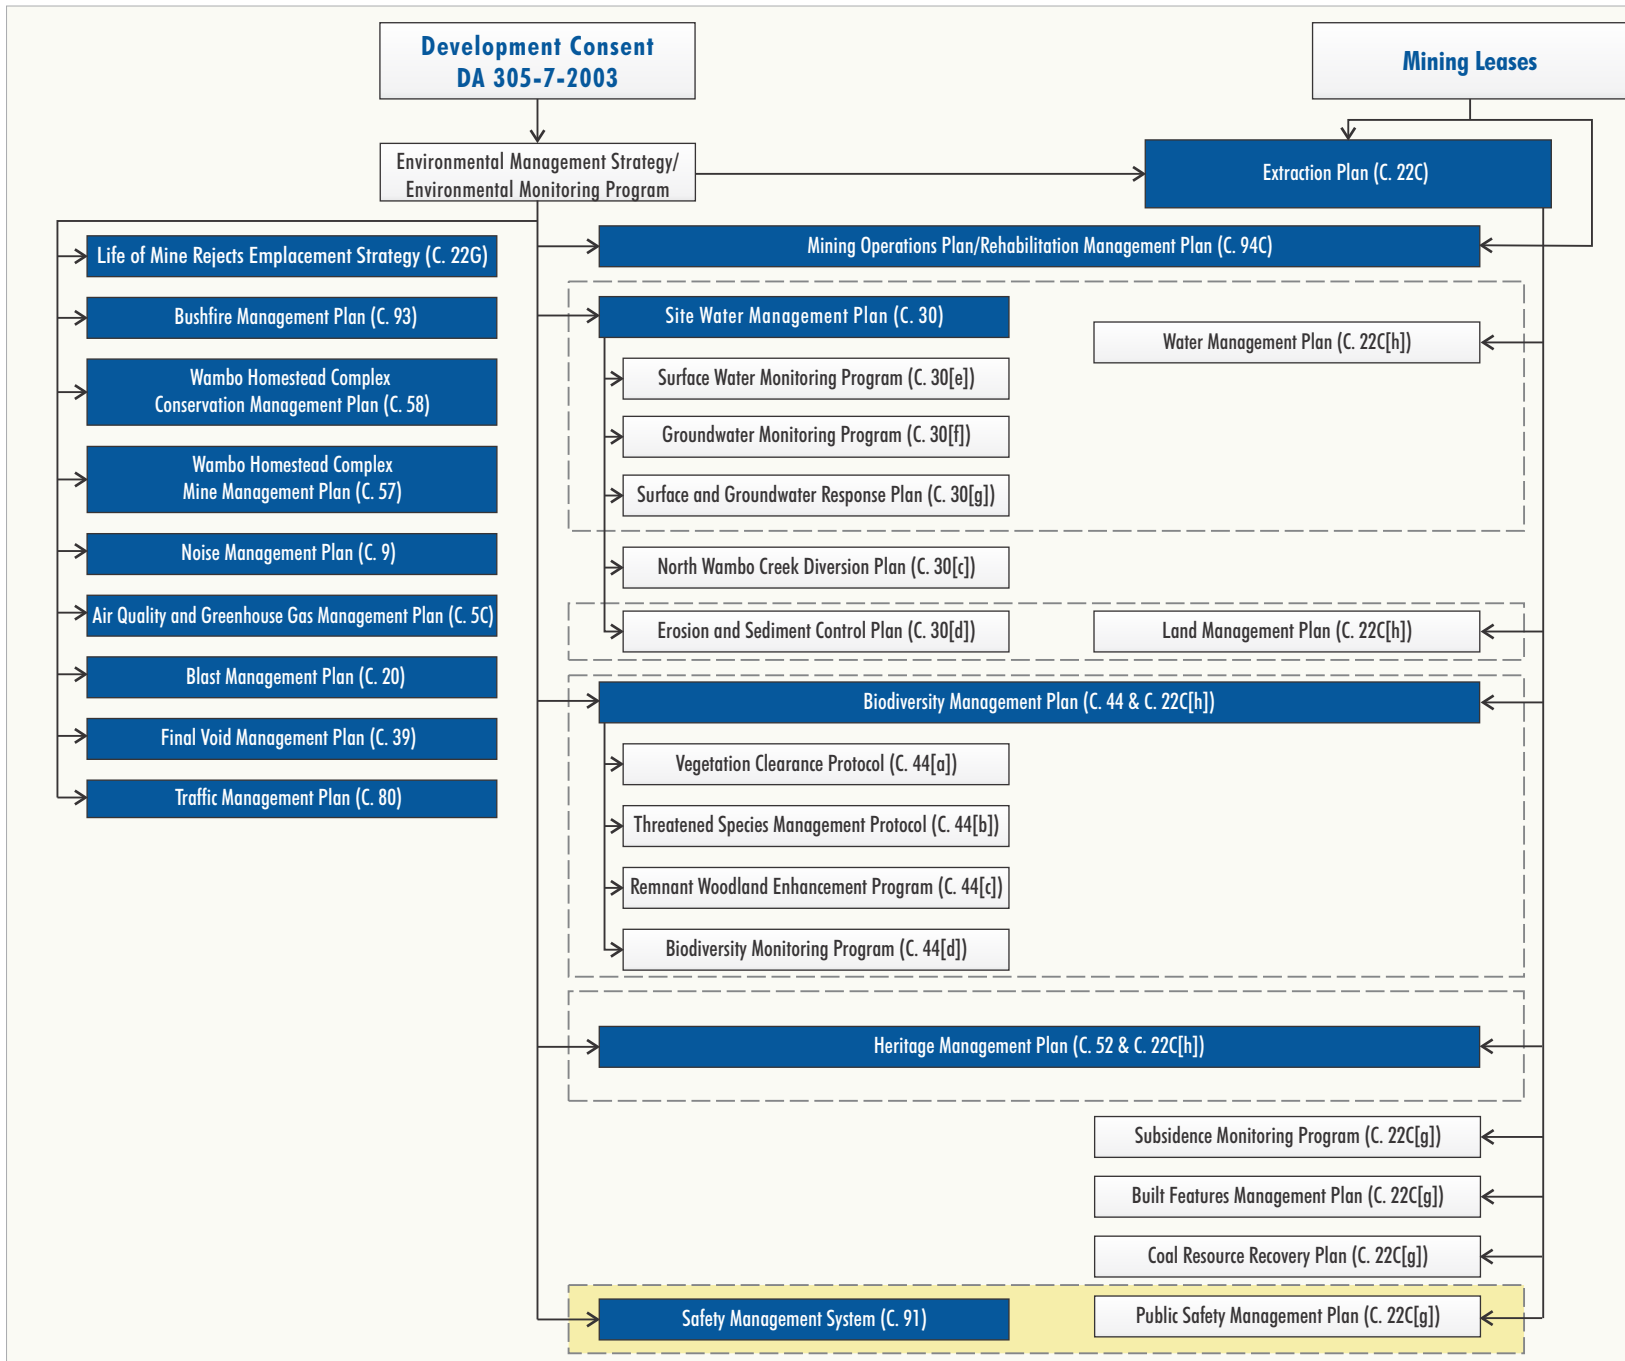 Development Consent
DA 305-7-2003
Mining Leases
Environmental Management Strategy/
Environmental Monitoring Program
Extraction Plan (C. 22C)
Life of Mine Rejects Emplacement Strategy (C. 22G)
Bushfire Management Plan (C. 93)
Wambo Homestead Complex
Conservation Management Plan (C. 58)
Wambo Homestead Complex
Mine Management Plan (C. 57)
Noise Management Plan (C. 9)
Air Quality and Greenhouse Gas Management Plan (C. 5C)
Blast Management Plan (C. 20)
Final Void Management Plan (C. 39)
Traffic Management Plan (C. 80)
Mining Operations Plan/Rehabilitation Management Plan (C. 94C)
Site Water Management Plan (C. 30)
Water Management Plan (C. 22C[h])
Surface Water Monitoring Program (C. 30[e])
Groundwater Monitoring Program (C. 30[f])
Surface and Groundwater Response Plan (C. 30[g])
North Wambo Creek Diversion Plan (C. 30[c])
Erosion and Sediment Control Plan (C. 30[d])
Land Management Plan (C. 22C[h])
Biodiversity Management Plan (C. 44 & C. 22C[h])
Vegetation Clearance Protocol (C. 44[a])
Threatened Species Management Protocol (C. 44[b])
Remnant Woodland Enhancement Program (C. 44[c])
Biodiversity Monitoring Program (C. 44[d])
Heritage Management Plan (C. 52 & C. 22C[h])
Subsidence Monitoring Program (C. 22C[g])
Built Features Management Plan (C. 22C[g])
Coal Resource Recovery Plan (C. 22C[g])
Safety Management System (C. 91)
Public Safety Management Plan (C. 22C[g])